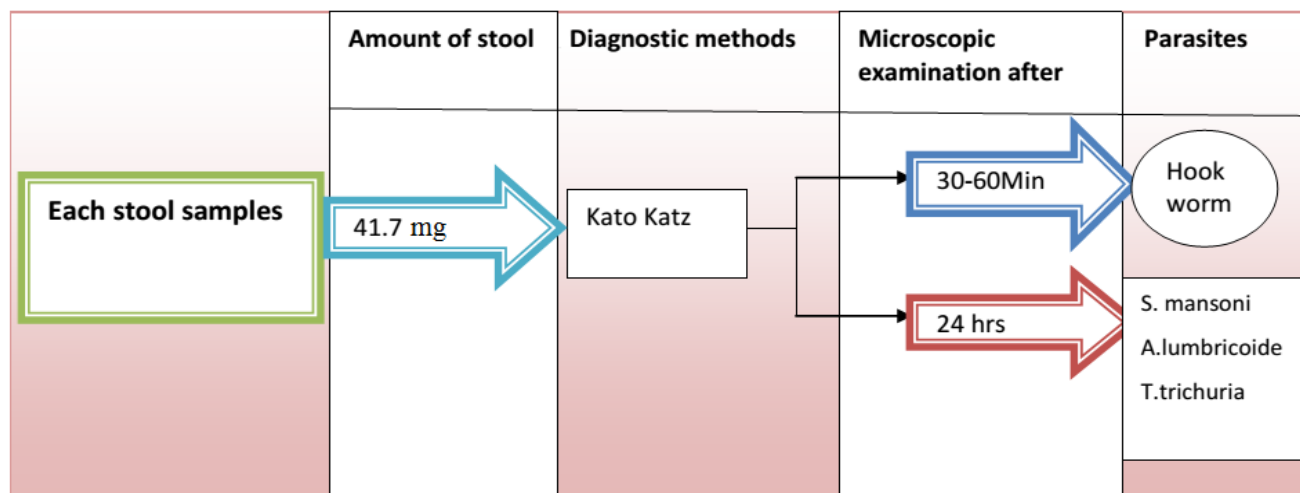 Amount of stool
Diagnostic methods
Microscopic
examination after
Parasites
Each stool samples
41.7 mg
Kato Katz
30-60Min
Hook
worm
24 hrs
S. mansoni
A.lumbricoide
T.trichuria